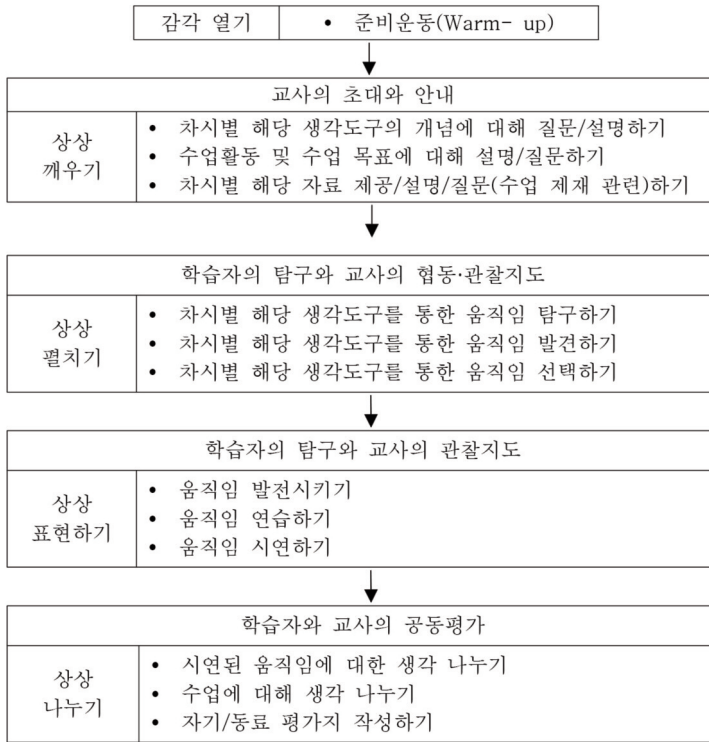 감각 열기 • 준비운동(Warm- up)
교사의 초대와 안내
상상
깨우기
• 차시별 해당 생각도구의 개념에 대해 질문/설명하기
• 수업활동 및 수업 목표에 대해 설명/질문하기
• 차시별 해당 자료 제공/설명/질문(수업 제재 관련)하기
학습자의 탐구와 교사의 협동·관찰지도
상상
펼치기
• 차시별 해당 생각도구를 통한 움직임 탐구하기
• 차시별 해당 생각도구를 통한 움직임 발견하기
• 차시별 해당 생각도구를 통한 움직임 선택하기
학습자의 탐구와 교사의 관찰지도
상상
표현하기
• 움직임 발전시키기
• 움직임 연습하기
• 움직임 시연하기
학습자와 교사의 공동평가
상상
나누기
• 시연된 움직임에 대한 생각 나누기
• 수업에 대해 생각 나누기
• 자기/동료 평가지 작성하기